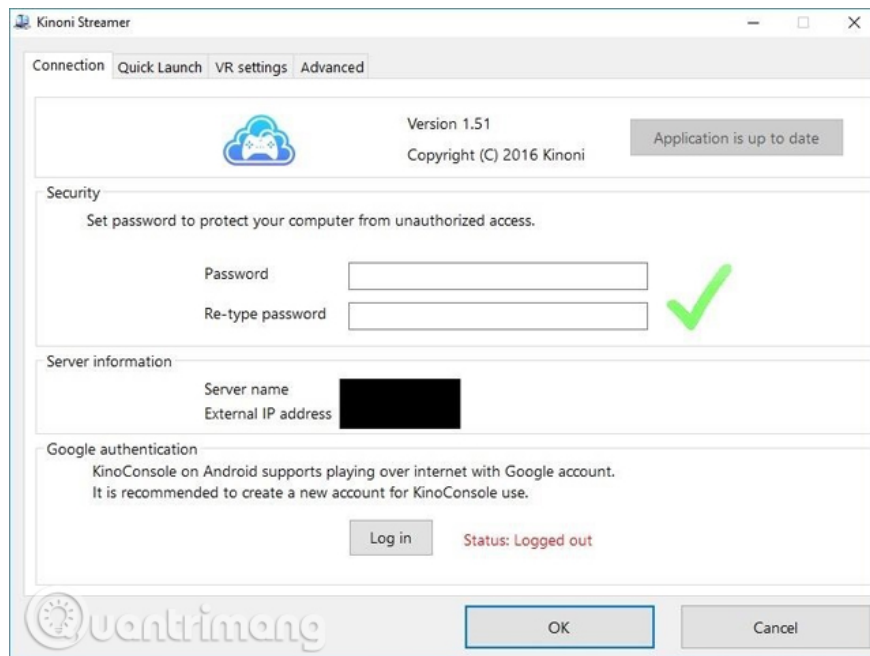 Kinoni Streamer
Connection Quick Launch VR settings Advanced
Version 1.51
Application is up to date
Copyright (C) 2016 Kinoni
Security
Set password to protect your computer from unauthorized access.
Password
Re-type password
Server information
Server name
External IP address
Google authentication
KinoConsole on Android supports playing over internet with Google account.
It is recommended to create a new account for KinoConsole use.
Log in Status: Logged out
Quantrimang
OK Cancel